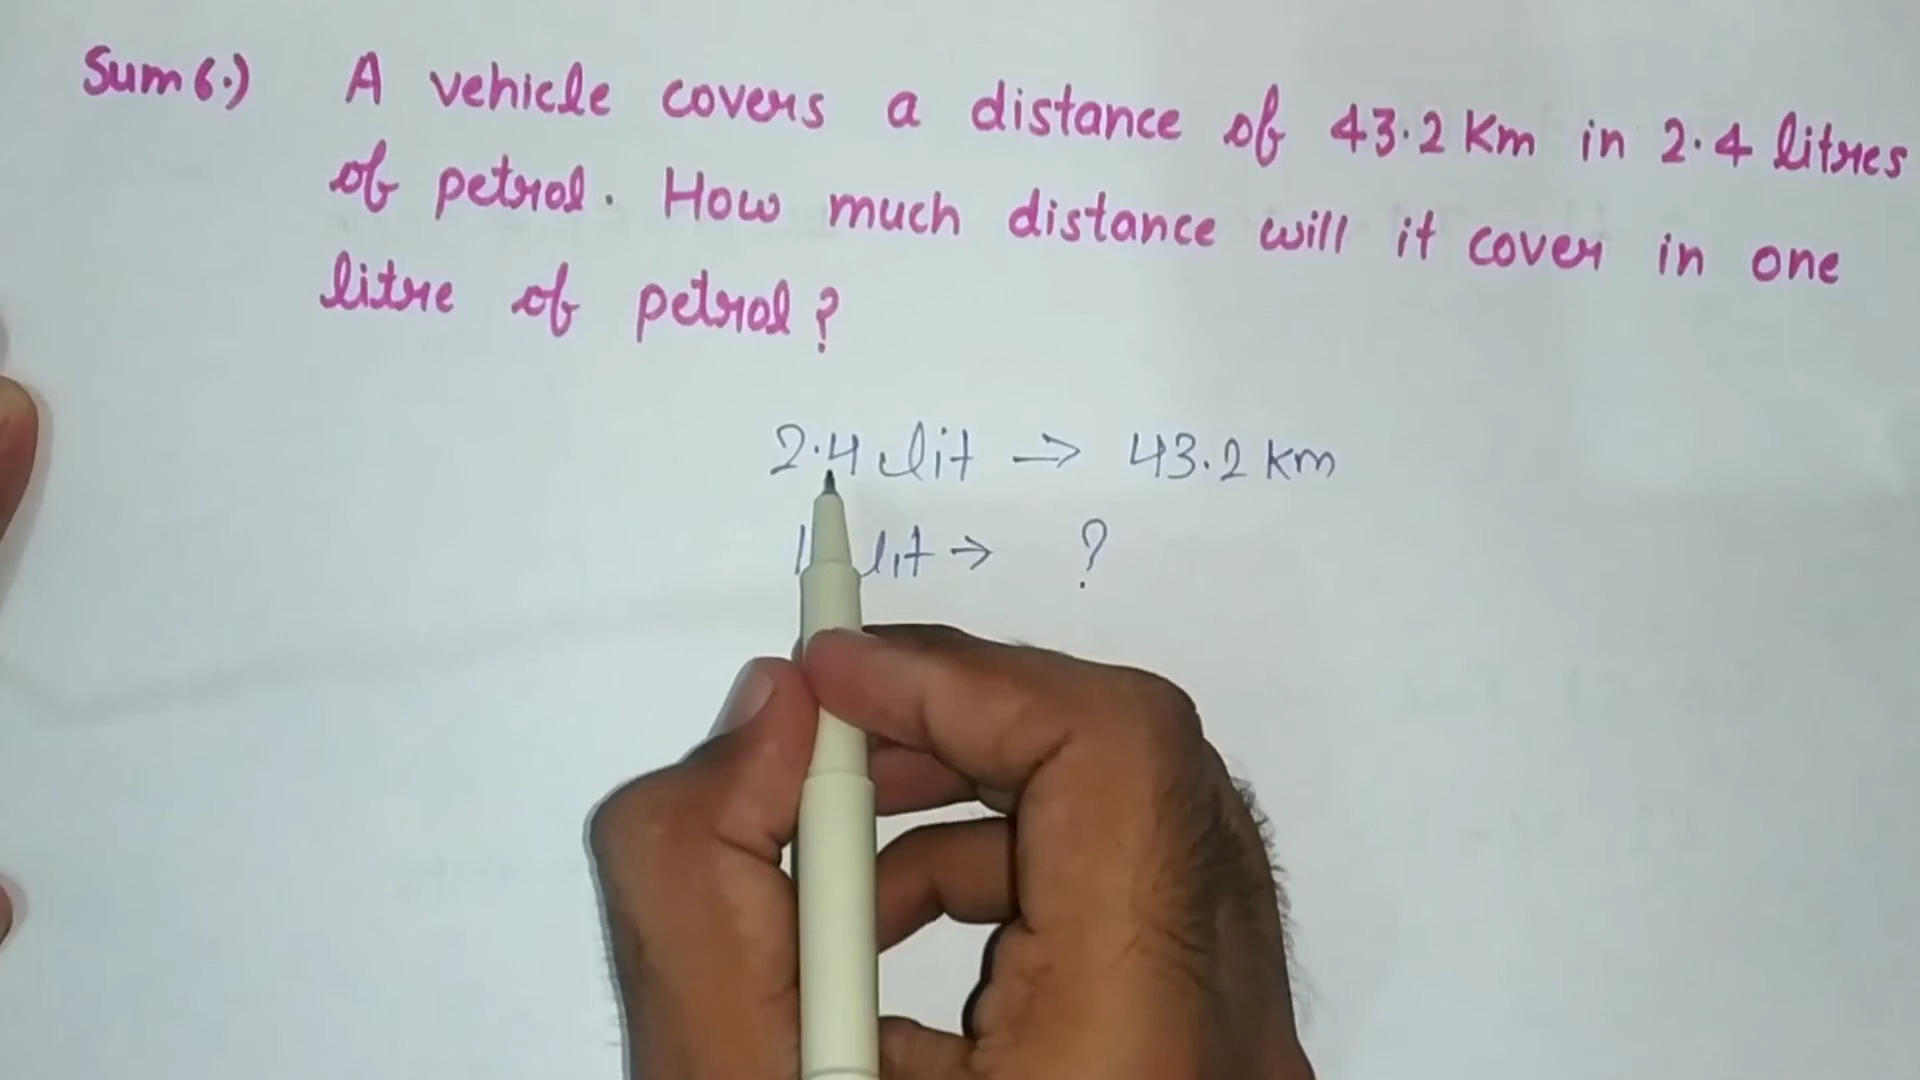 Sum 6.) A vehicle covers a distance of 43.2 Km in 2.4 litres
of petrol. How much distance will it cover in one
litre of petrol?
2.4 lit → 43.2 km
1 lit → ?